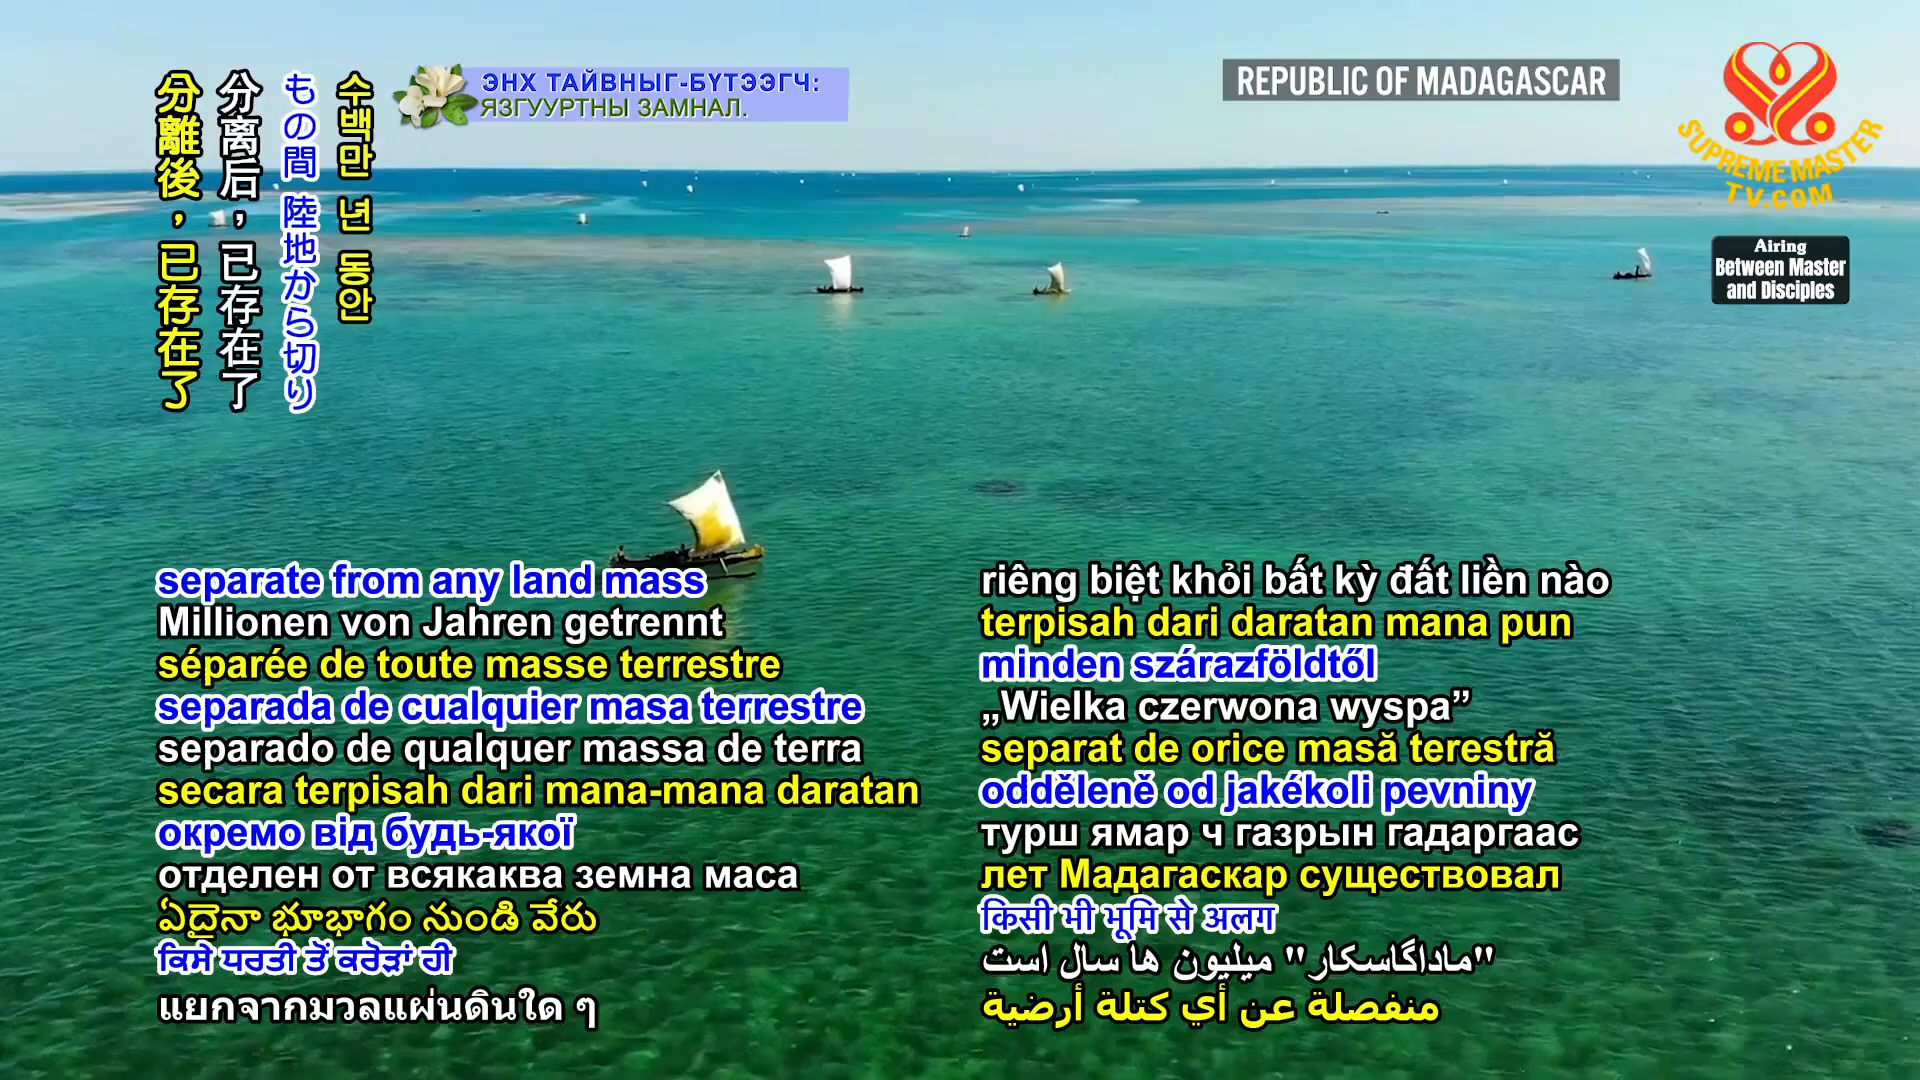 分離後，已存在了
分离后，已存在了
もの間 陸地から切り
수백만 년 동안
ЭНХ ТАЙВНЫГ-БҮТЭЭГЧ:
ЯЗГУУРТНЫ ЗАМНАЛ.
REPUBLIC OF MADAGASCAR
SUPREME MASTER
TV.COM
Airing
Between Master
and Disciples
separate from any land mass
Millionen von Jahren getrennt
séparée de toute masse terrestre
separada de cualquier masa terrestre
separado de qualquer massa de terra
secara terpisah dari mana-mana daratan
окремо від будь-якої
отделен от всякаква земна маса
ఏదైనా భూభాగం నుండి వేరు
ਕਿਸੇ ਧਰਤੀ ਤੋਂ ਕਰੋੜਾਂ ਹੀ
แยกจากมวลแผ่นดินใด ๆ
riêng biệt khỏi bất kỳ đất liền nào
terpisah dari daratan mana pun
minden szárazföldtől
„Wielka czerwona wyspa”
separat de orice masă terestră
odděleně od jakékoli pevniny
турш ямар ч газрын гадаргаас
лет Мадагаскар существовал
किसी भी भूमि से अलग
"ماداگاسکار" میلیون ها سال است
منفصلة عن أي كتلة أرضية